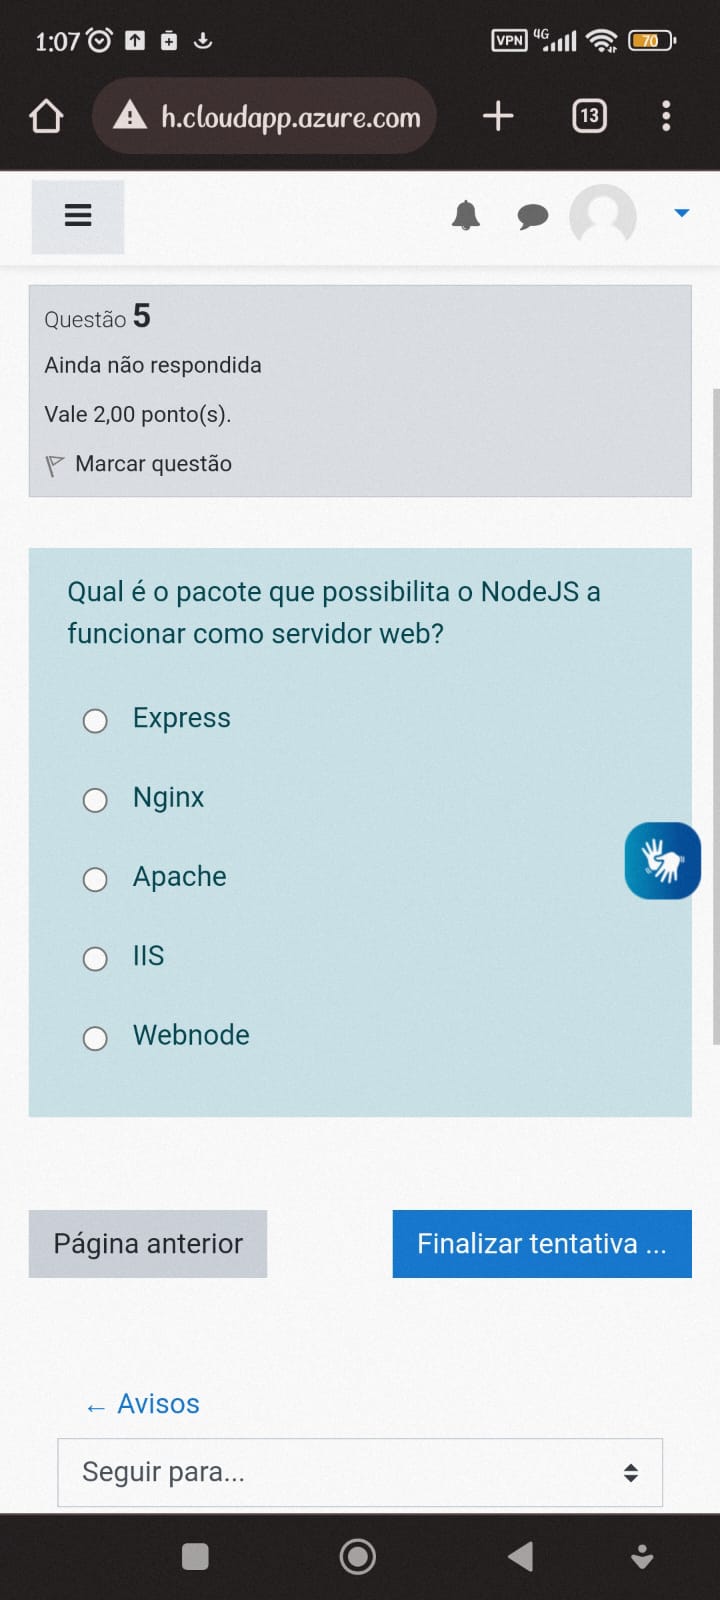 1:07
VPN 4G 70
h.cloudapp.azure.com
13
Questão 5
Ainda não respondida
Vale 2,00 ponto(s).
Marcar questão
Qual é o pacote que possibilita o NodeJS a
funcionar como servidor web?
Express
Nginx
Apache
IIS
Webnode
Página anterior
Finalizar tentativa ...
← Avisos
Seguir para...